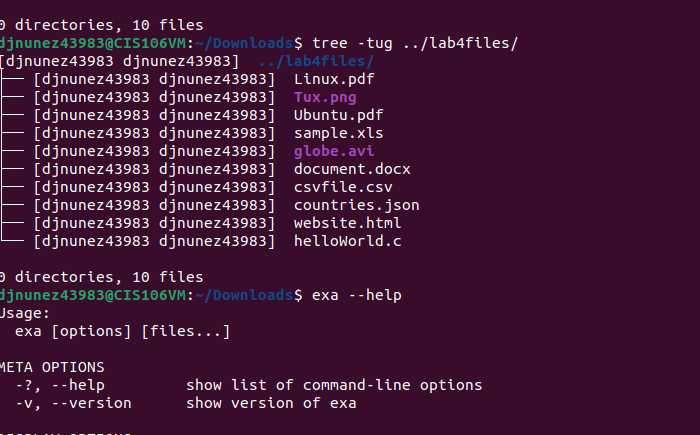 0 directories, 10 files
djnunez43983@CIS106VM:~/Downloads$ tree -tug ../lab4files/
[djnunez43983 djnunez43983]  ../lab4files/
├── [djnunez43983 djnunez43983]  Linux.pdf
├── [djnunez43983 djnunez43983]  Tux.png
├── [djnunez43983 djnunez43983]  Ubuntu.pdf
├── [djnunez43983 djnunez43983]  sample.xls
├── [djnunez43983 djnunez43983]  globe.avi
├── [djnunez43983 djnunez43983]  document.docx
├── [djnunez43983 djnunez43983]  csvfile.csv
├── [djnunez43983 djnunez43983]  countries.json
├── [djnunez43983 djnunez43983]  website.html
└── [djnunez43983 djnunez43983]  helloWorld.c
0 directories, 10 files
djnunez43983@CIS106VM:~/Downloads$ exa --help
Usage:
  exa [options] [files...]
META OPTIONS
  -?, --help         show list of command-line options
  -v, --version      show version of exa
DISPLAY OPTIONS